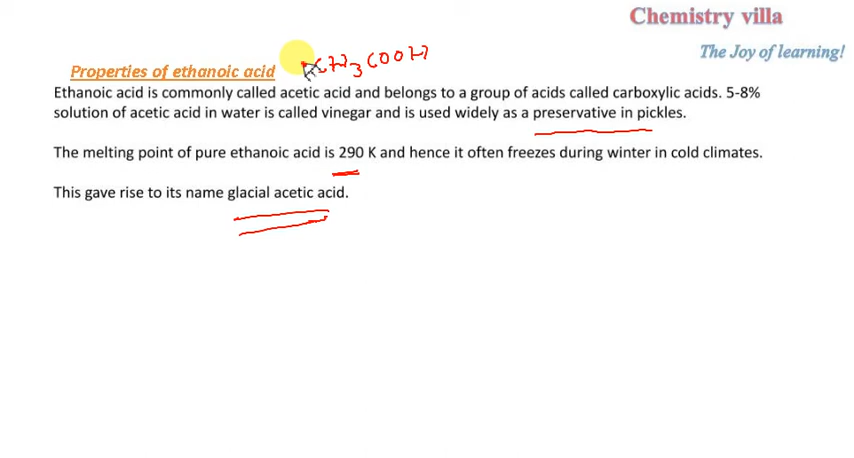 Chemistry villa
The Joy of learning!
Properties of ethanoic acid CH3COOH
Ethanoic acid is commonly called acetic acid and belongs to a group of acids called carboxylic acids. 5-8%
solution of acetic acid in water is called vinegar and is used widely as a preservative in pickles.
The melting point of pure ethanoic acid is 290 K and hence it often freezes during winter in cold climates.
This gave rise to its name glacial acetic acid.